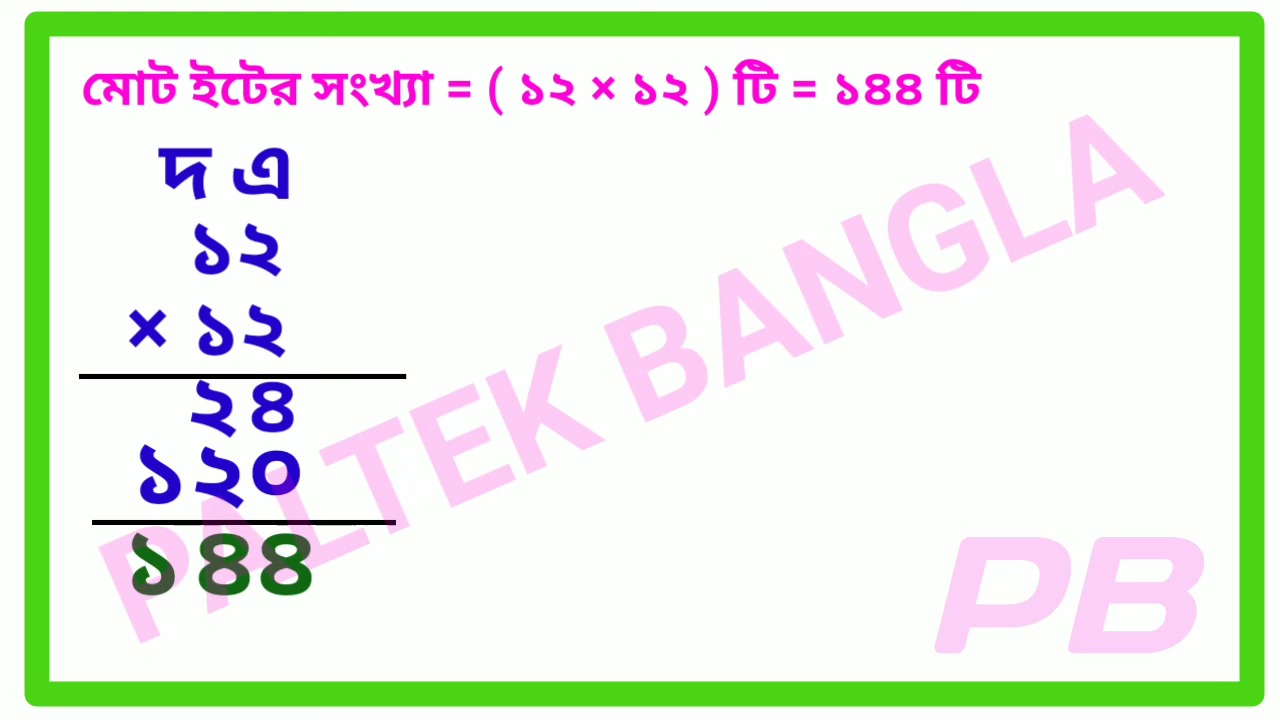 মোট ইটের সংখ্যা = ( ১২ × ১২ ) টি = ১৪৪ টি
দ এ
১২
× ১২
২৪
১২০
১৪৪
PALTEK BANGLA
PB